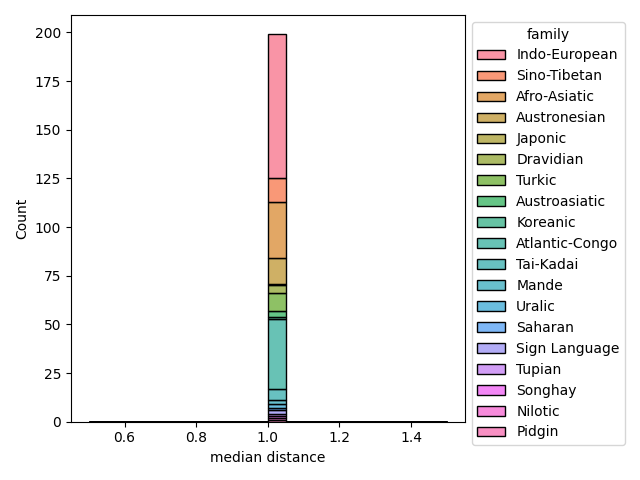 200
175
150
125
100
75
50
25
0
Count
0.6 0.8 1.0 1.2 1.4
median distance
family
Indo-European
Sino-Tibetan
Afro-Asiatic
Austronesian
Japonic
Dravidian
Turkic
Austroasiatic
Koreanic
Atlantic-Congo
Tai-Kadai
Mande
Uralic
Saharan
Sign Language
Tupian
Songhay
Nilotic
Pidgin